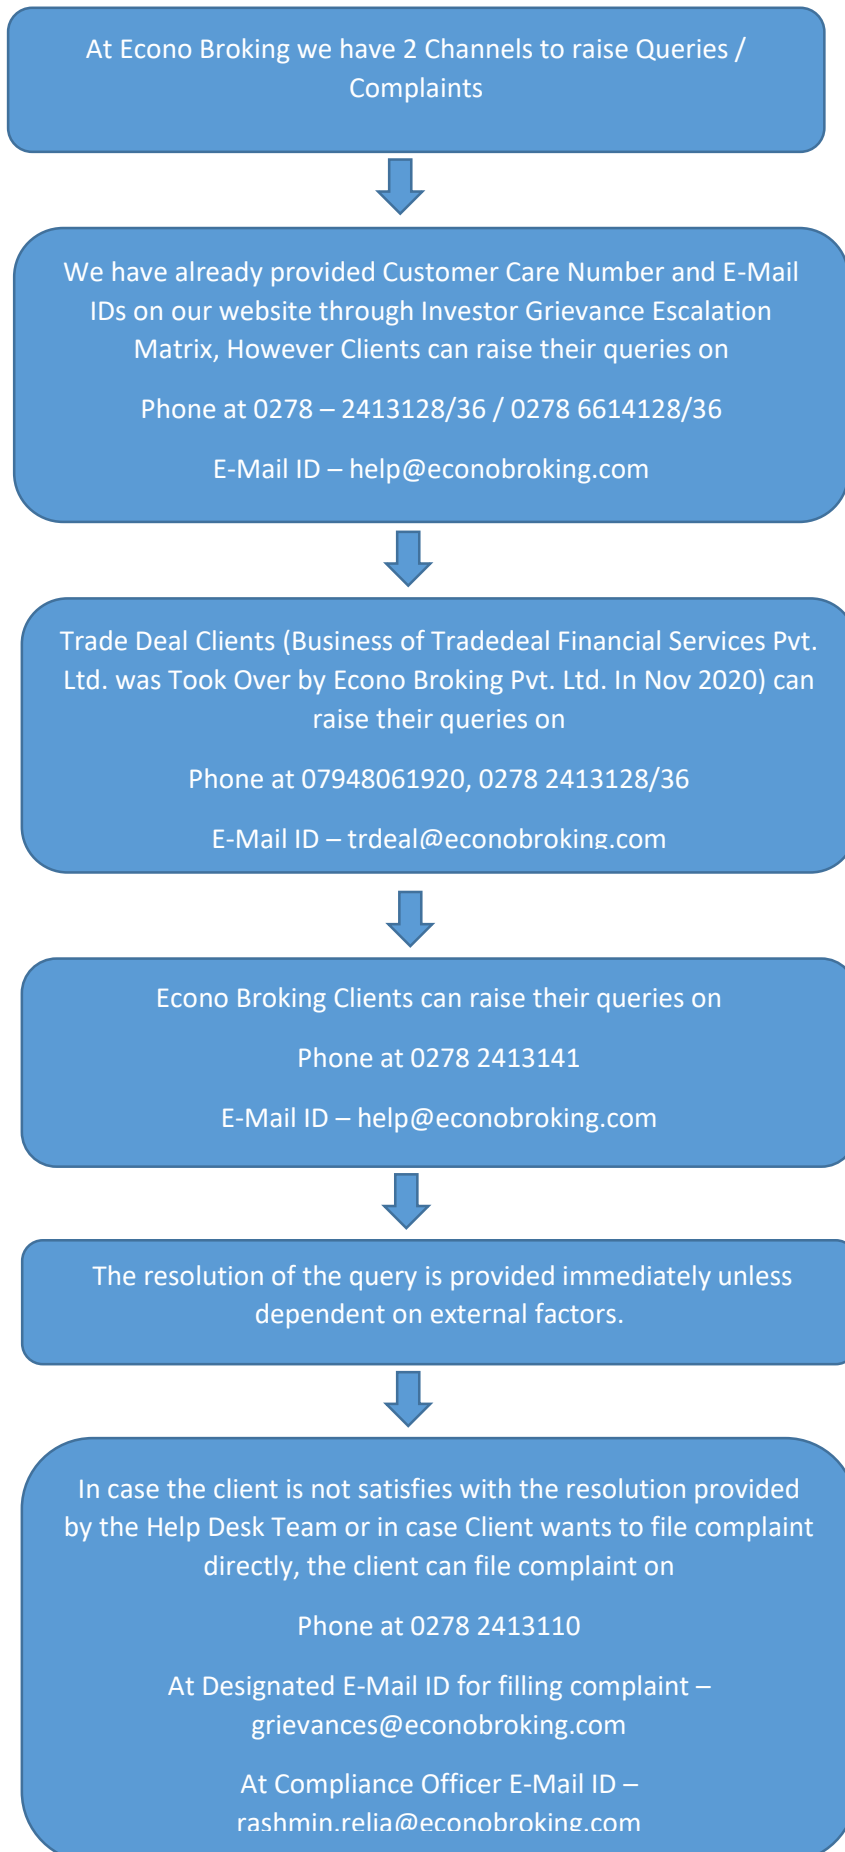 At Econo Broking we have 2 Channels to raise Queries /
Complaints
We have already provided Customer Care Number and E-Mail
IDs on our website through Investor Grievance Escalation
Matrix, However Clients can raise their queries on
Phone at 0278 – 2413128/36 / 0278 6614128/36
E-Mail ID – help@econobroking.com
Trade Deal Clients (Business of Tradedeal Financial Services Pvt.
Ltd. was Took Over by Econo Broking Pvt. Ltd. In Nov 2020) can
raise their queries on
Phone at 07948061920, 0278 2413128/36
E-Mail ID – trdeal@econobroking.com
Econo Broking Clients can raise their queries on
Phone at 0278 2413141
E-Mail ID – help@econobroking.com
The resolution of the query is provided immediately unless
dependent on external factors.
In case the client is not satisfies with the resolution provided
by the Help Desk Team or in case Client wants to file complaint
directly, the client can file complaint on
Phone at 0278 2413110
At Designated E-Mail ID for filling complaint –
grievances@econobroking.com
At Compliance Officer E-Mail ID –
rashmin.relia@econobroking.com